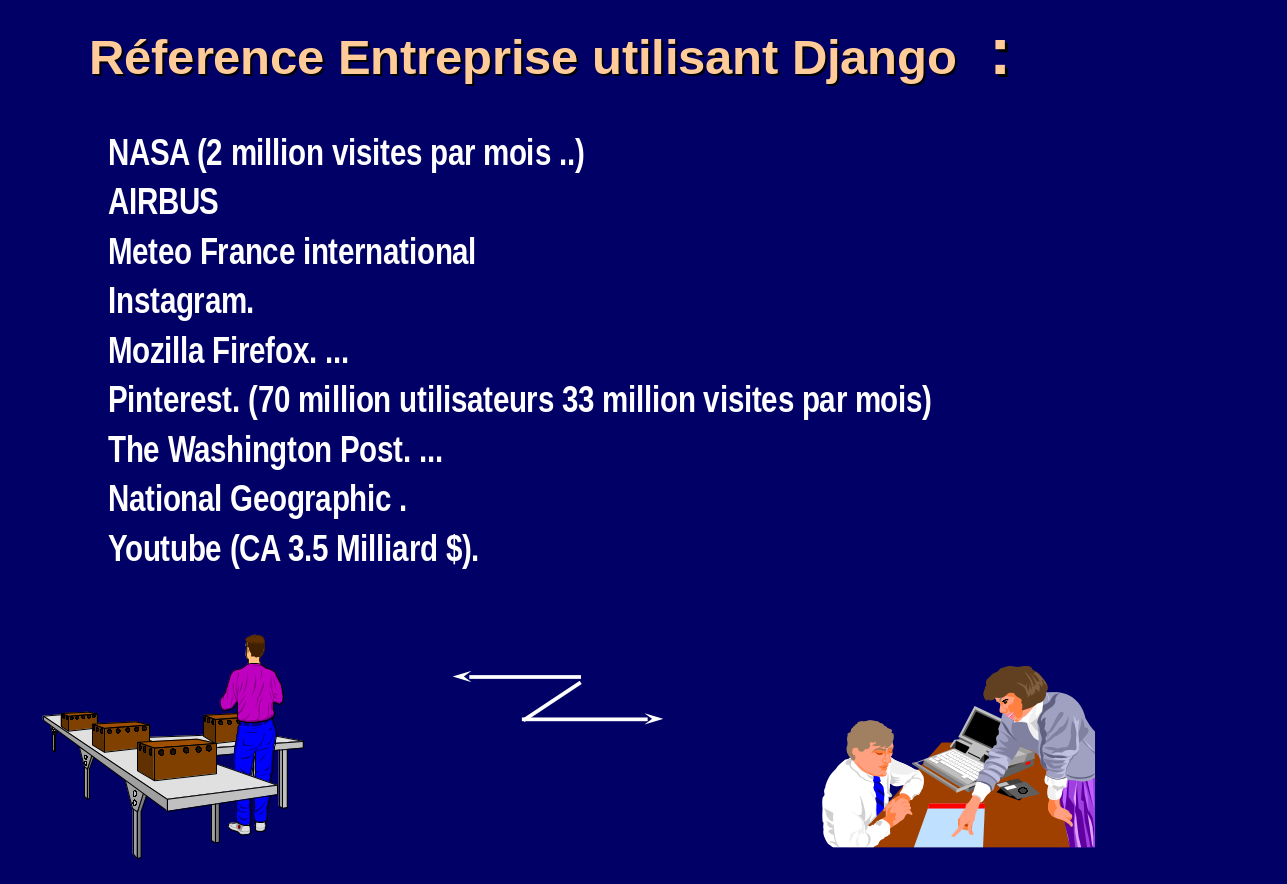 Réference Entreprise utilisant Django :
NASA (2 million visites par mois ..)
AIRBUS
Meteo France international
Instagram.
Mozilla Firefox. ...
Pinterest. (70 million utilisateurs 33 million visites par mois)
The Washington Post. ...
National Geographic .
Youtube (CA 3.5 Milliard $).